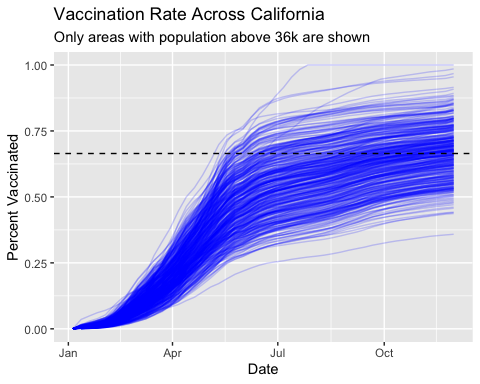 Vaccination Rate Across California
Only areas with population above 36k are shown
Percent Vaccinated
1.00
0.75
0.50
0.25
0.00
Jan Apr Jul Oct
Date